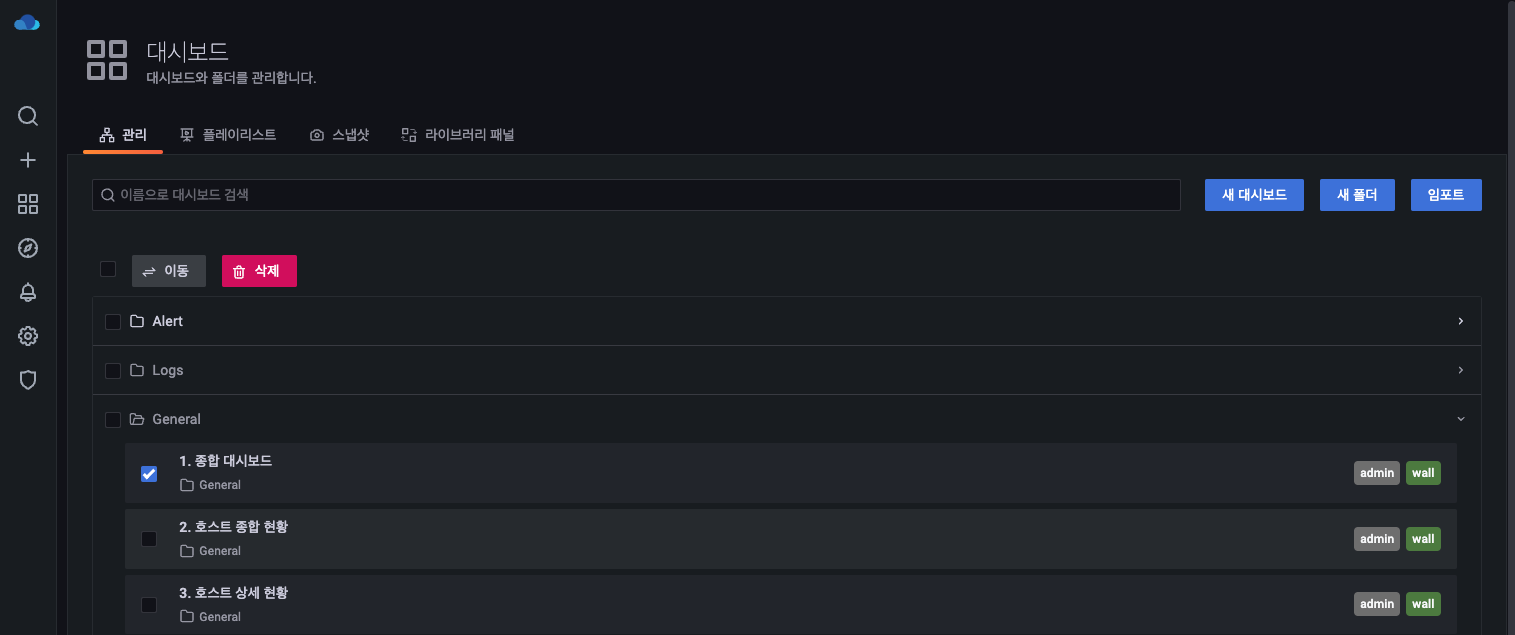 대시보드
대시보드와 폴더를 관리합니다.
관리 플레이리스트 스냅샷 라이브러리 패널
이름으로 대시보드 검색 새 대시보드 새 폴더 임포트
이동 삭제
Alert
Logs
General
1. 종합 대시보드
General
admin wall
2. 호스트 종합 현황
General
admin wall
3. 호스트 상세 현황
General
admin wall